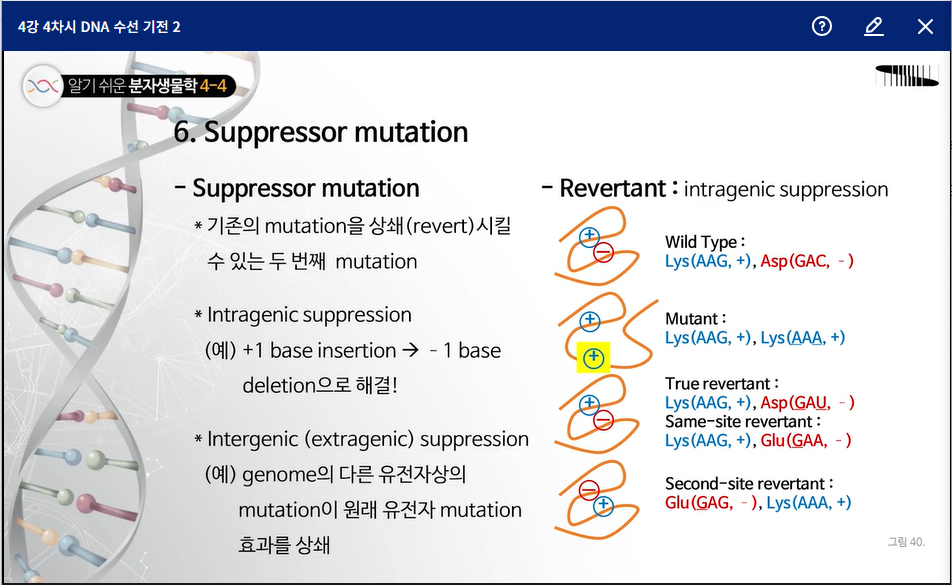 4강 4차시 DNA 수선 기전 2
알기 쉬운 분자생물학 4-4
6. Suppressor mutation
- Suppressor mutation
* 기존의 mutation을 상쇄(revert)시킬
수 있는 두 번째 mutation
* Intragenic suppression
(예) +1 base insertion → - 1 base
deletion으로 해결!
* Intergenic (extragenic) suppression
(예) genome의 다른 유전자상의
mutation이 원래 유전자 mutation
효과를 상쇄
- Revertant : intragenic suppression
+
-
Wild Type :
Lys(AAG, +), Asp(GAC, - )
+
+
Mutant :
Lys(AAG, +), Lys(AAA, +)
+
-
True revertant :
Lys(AAG, +), Asp(GAU, - )
Same-site revertant :
Lys(AAG, +), Glu(GAA, - )
-
+
Second-site revertant :
Glu(GAG, - ), Lys(AAA, +)
그림 40.